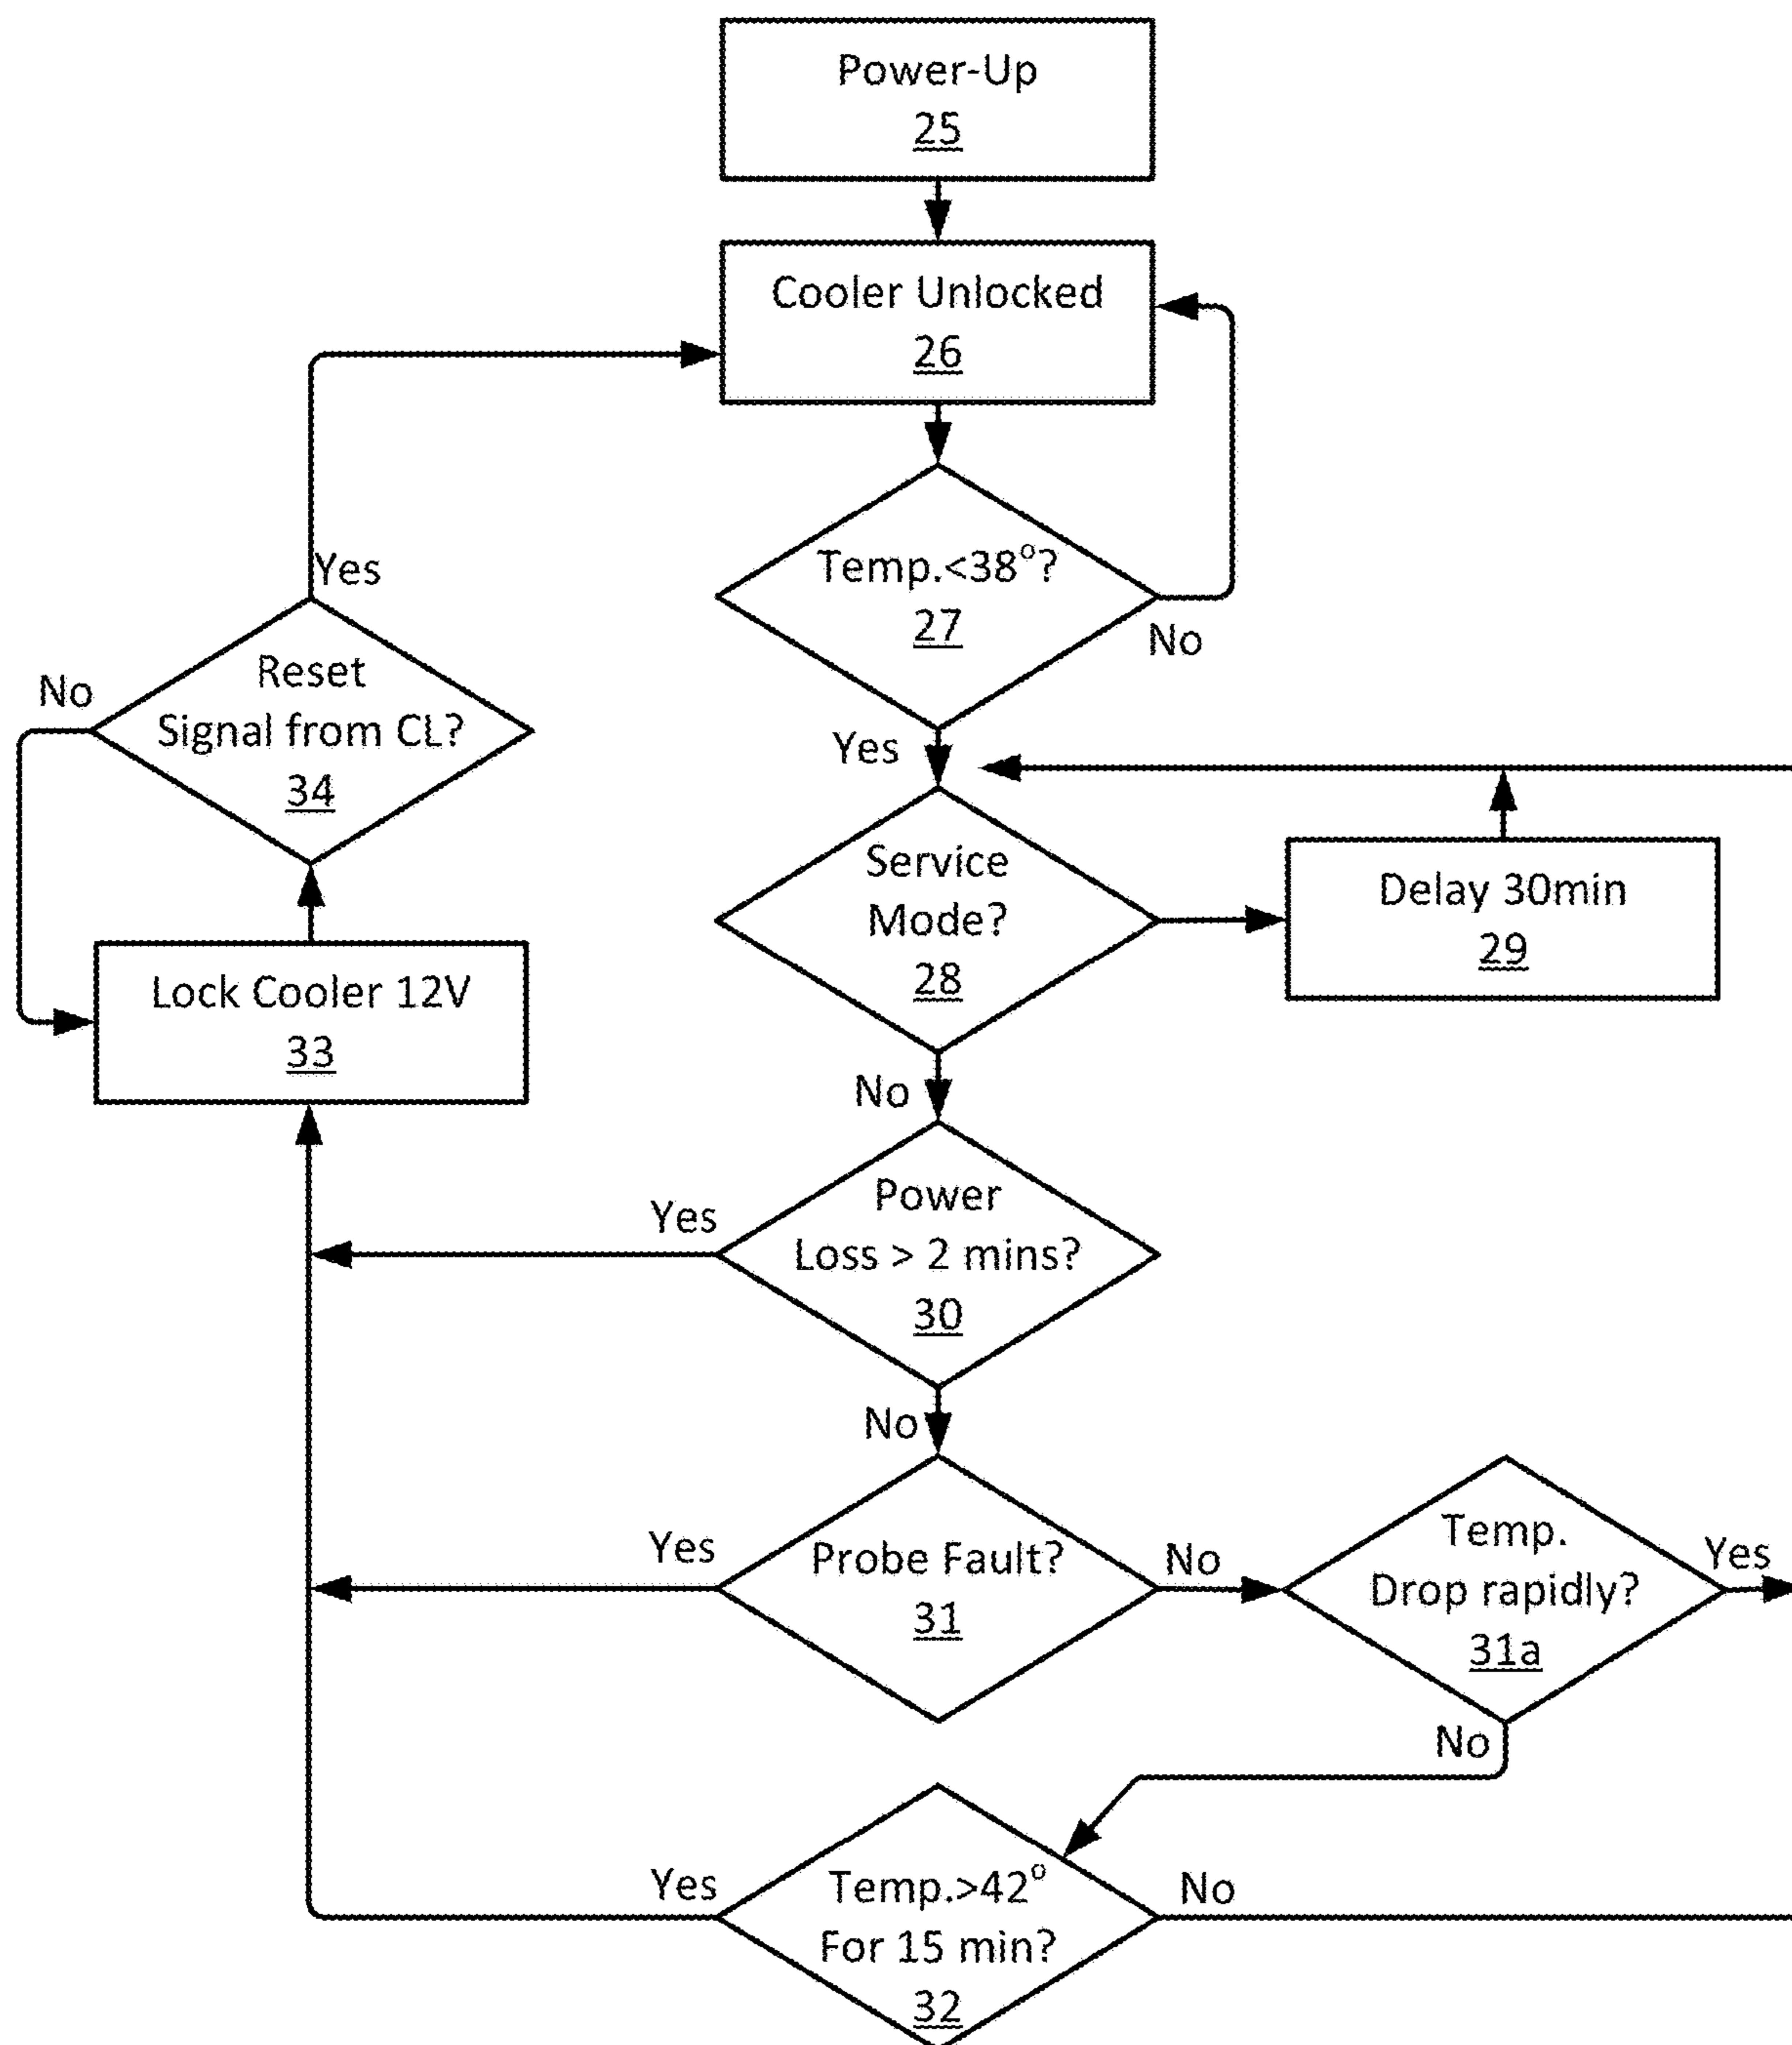 Power-Up
25
Cooler Unlocked
26
Temp.<38°?
27
No
Yes
Yes
Reset
Signal from CL?
34
No
Lock Cooler 12V
33
Service
Mode?
28
Delay 30min
29
No
Power
Loss > 2 mins?
30
Yes
No
Probe Fault?
31
Yes
No
Temp.
Drop rapidly?
31a
Yes
No
Temp.>42°
For 15 min?
32
Yes
No